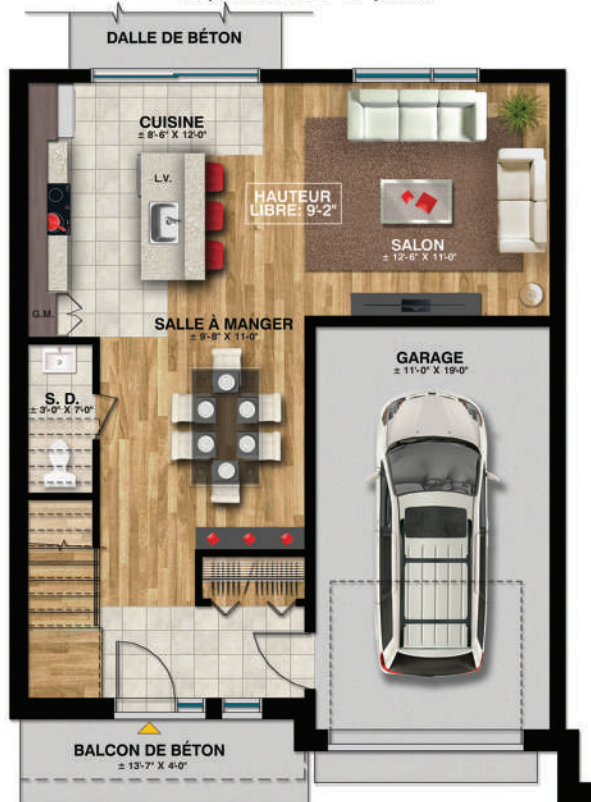 DALLE DE BÉTON
CUISINE
± 8'-6" X 12'-0"
L.V.
HAUTEUR
LIBRE: 9'-2"
SALON
± 12'-6" X 11'-0"
G.M.
SALLE À MANGER
± 9'-8" X 11'-0"
GARAGE
± 11'-0" X 19'-0"
S. D.
± 3'-0" X 7'-0"
BALCON DE BÉTON
± 13'-7" X 4'-0"